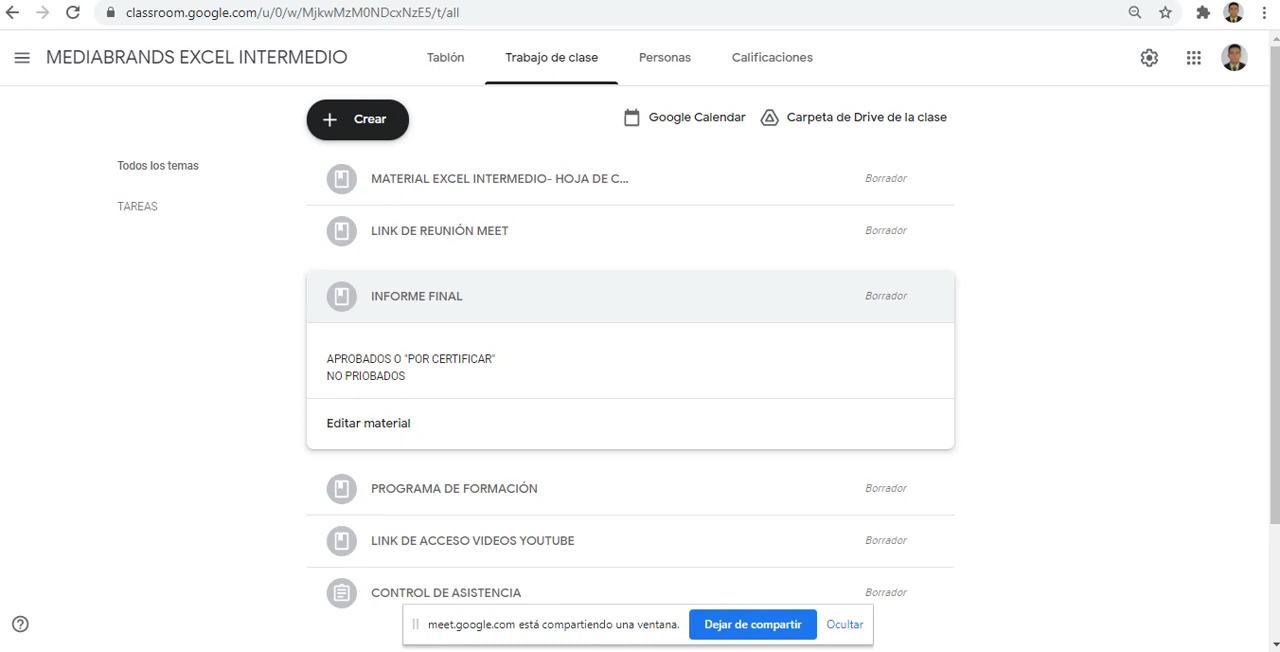 classroom.google.com/u/0/w/MjkwMzM0NDcxNzE5/t/all
MEDIABRANDS EXCEL INTERMEDIO
Tablón
Trabajo de clase
Personas
Calificaciones
Crear
Google Calendar
Carpeta de Drive de la clase
Todos los temas
TAREAS
MATERIAL EXCEL INTERMEDIO- HOJA DE C... Borrador
LINK DE REUNIÓN MEET Borrador
INFORME FINAL Borrador
APROBADOS O "POR CERTIFICAR"
NO PRIOBADOS
Editar material
PROGRAMA DE FORMACIÓN Borrador
LINK DE ACCESO VIDEOS YOUTUBE Borrador
CONTROL DE ASISTENCIA Borrador
meet.google.com está compartiendo una ventana. Dejar de compartir Ocultar